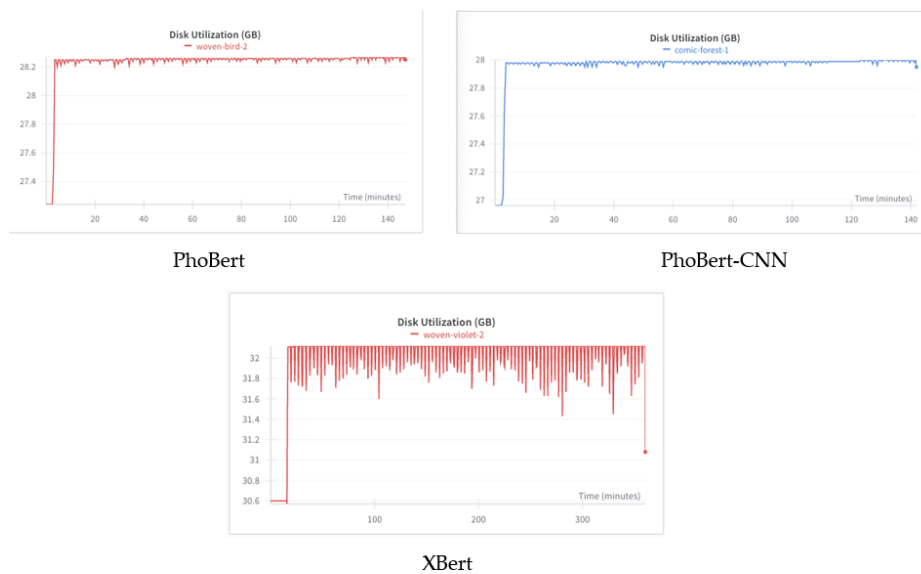 Disk Utilization (GB)
woven-bird-2
28.2
28
27.8
27.6
27.4
Time (minutes)
20 40 60 80 100 120 140
PhoBert
Disk Utilization (GB)
comic-forest-1
28
27.8
27.6
27.4
27.2
27
Time (minutes)
20 40 60 80 100 120 140
PhoBert-CNN
Disk Utilization (GB)
woven-violet-2
32
31.8
31.6
31.4
31.2
31
30.8
30.6
Time (minutes)
100 200 300
XBert